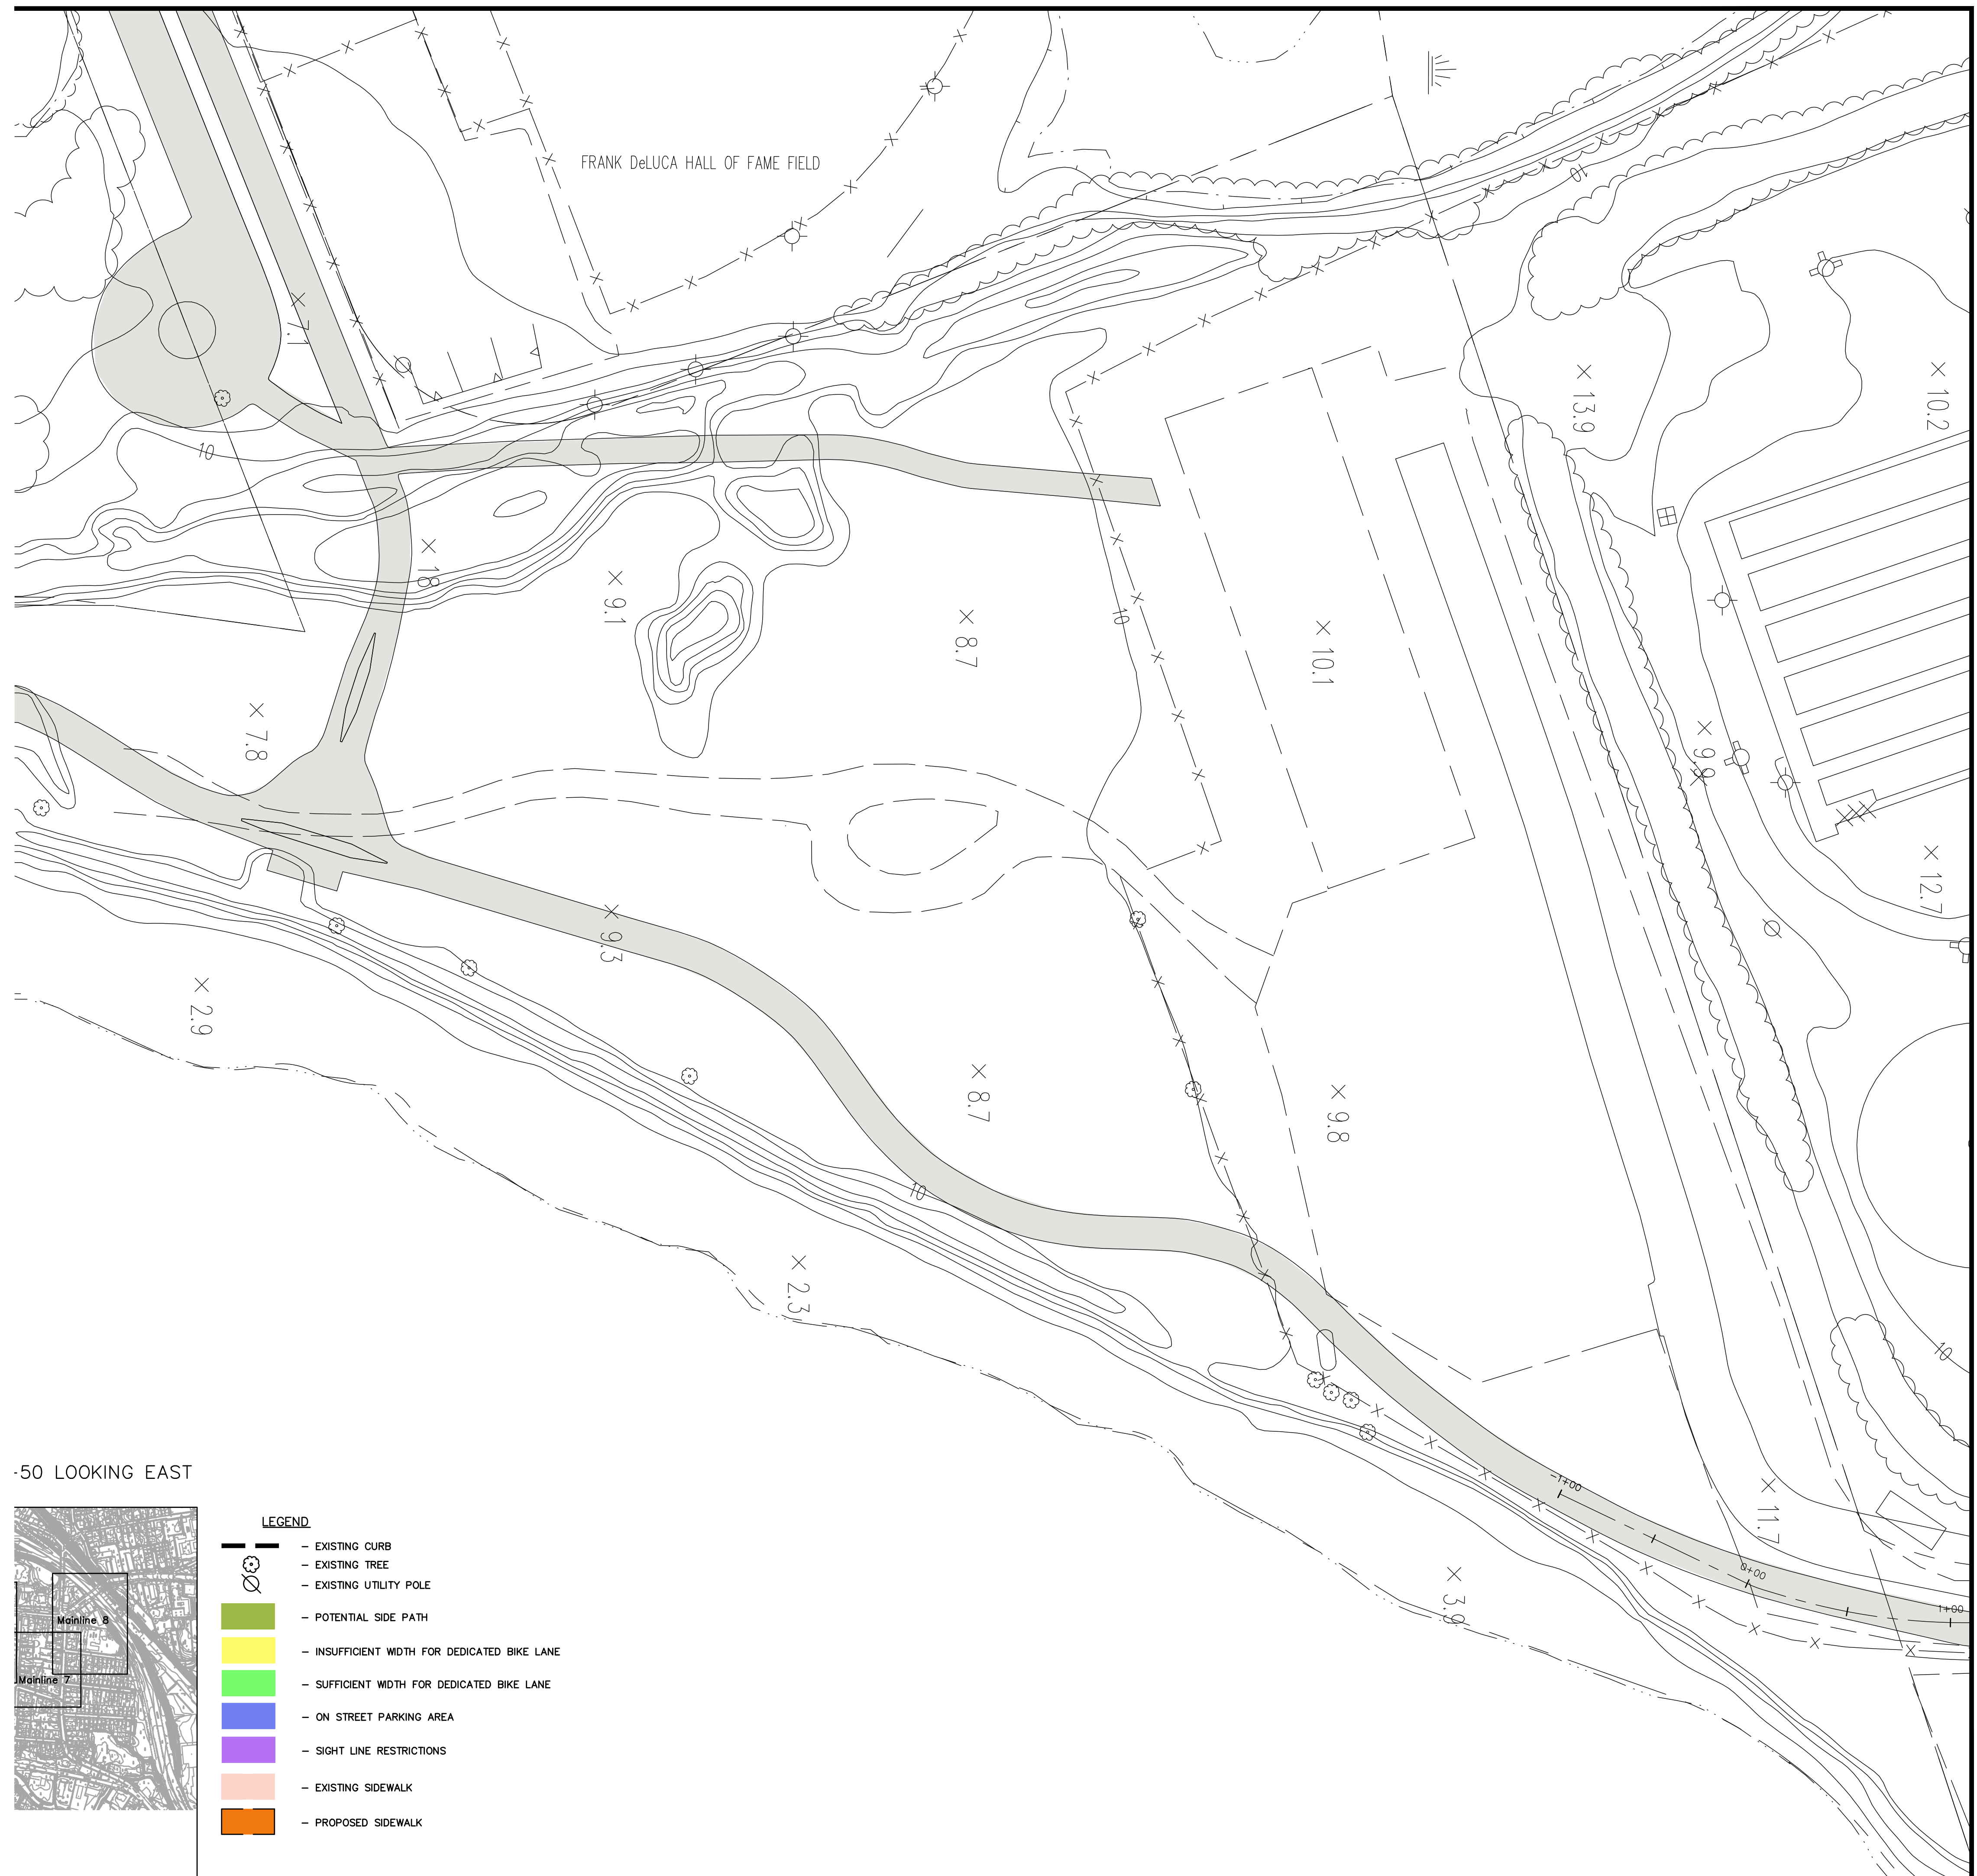 FRANK DeLUCA HALL OF FAME FIELD
10
7.1
13.9
10.2
10
18
9.1
8.7
10
10.1
7.8
9.9
12.7
9.3
2.9
8.7
9.8
10
2.3
10
-1+00
11.7
0+00
1+00
3.9
-50 LOOKING EAST
Mainline 8
Mainline 7
LEGEND
– EXISTING CURB
– EXISTING TREE
– EXISTING UTILITY POLE
– POTENTIAL SIDE PATH
– INSUFFICIENT WIDTH FOR DEDICATED BIKE LANE
– SUFFICIENT WIDTH FOR DEDICATED BIKE LANE
– ON STREET PARKING AREA
– SIGHT LINE RESTRICTIONS
– EXISTING SIDEWALK
– PROPOSED SIDEWALK